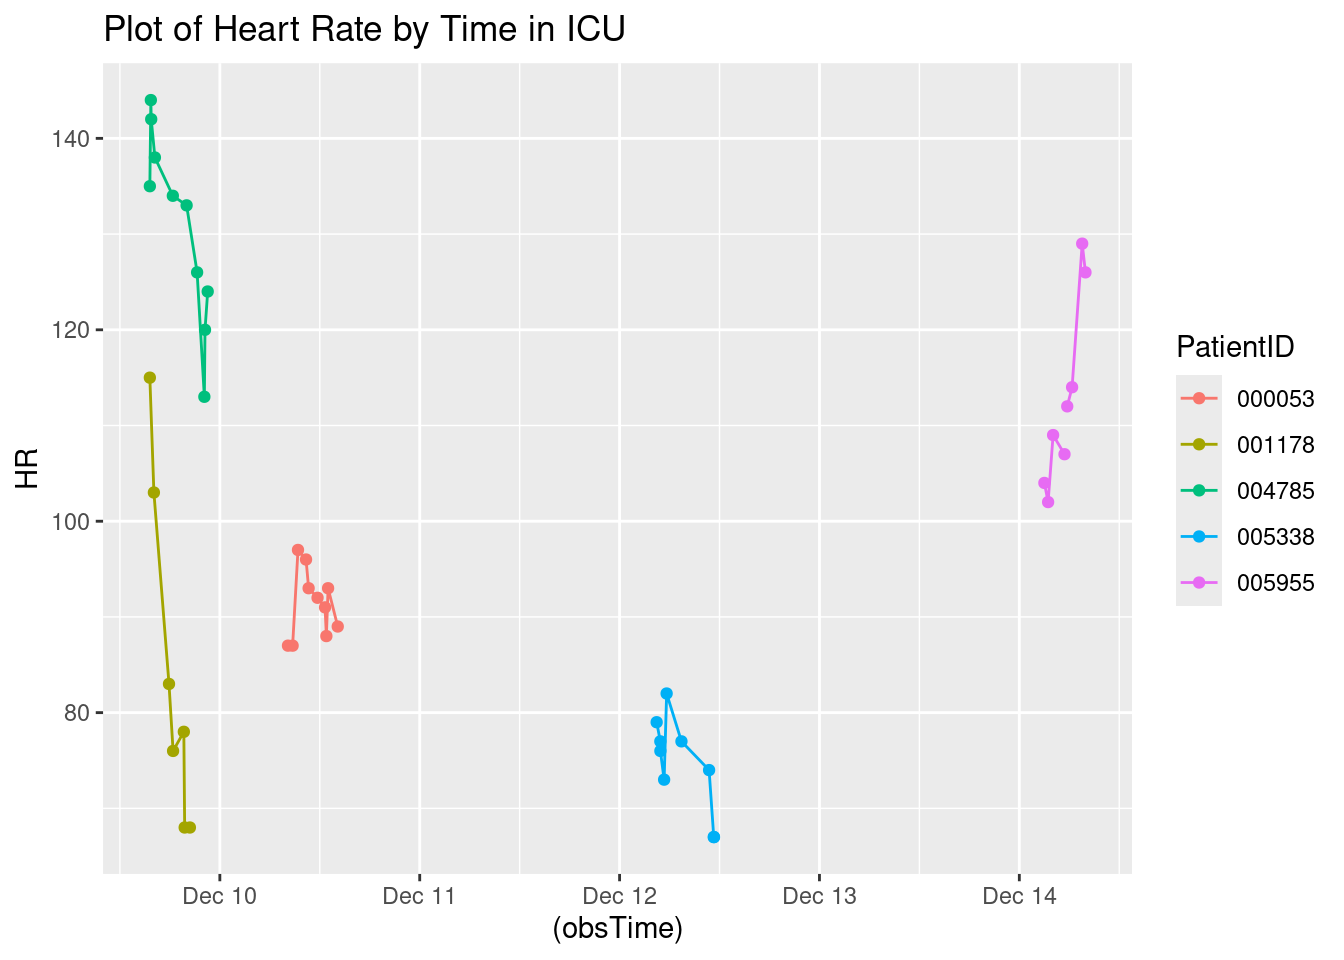 Plot of Heart Rate by Time in ICU
140
120
100
80
HR
Dec 10 Dec 11 Dec 12 Dec 13 Dec 14
(obsTime)
PatientID
000053
001178
004785
005338
005955